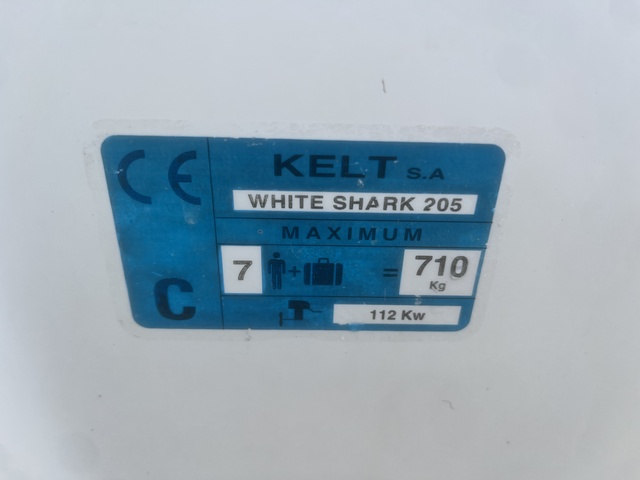 CE
KELT S.A
WHITE SHARK 205
MAXIMUM
7 + = 710
Kg
C
112 Kw